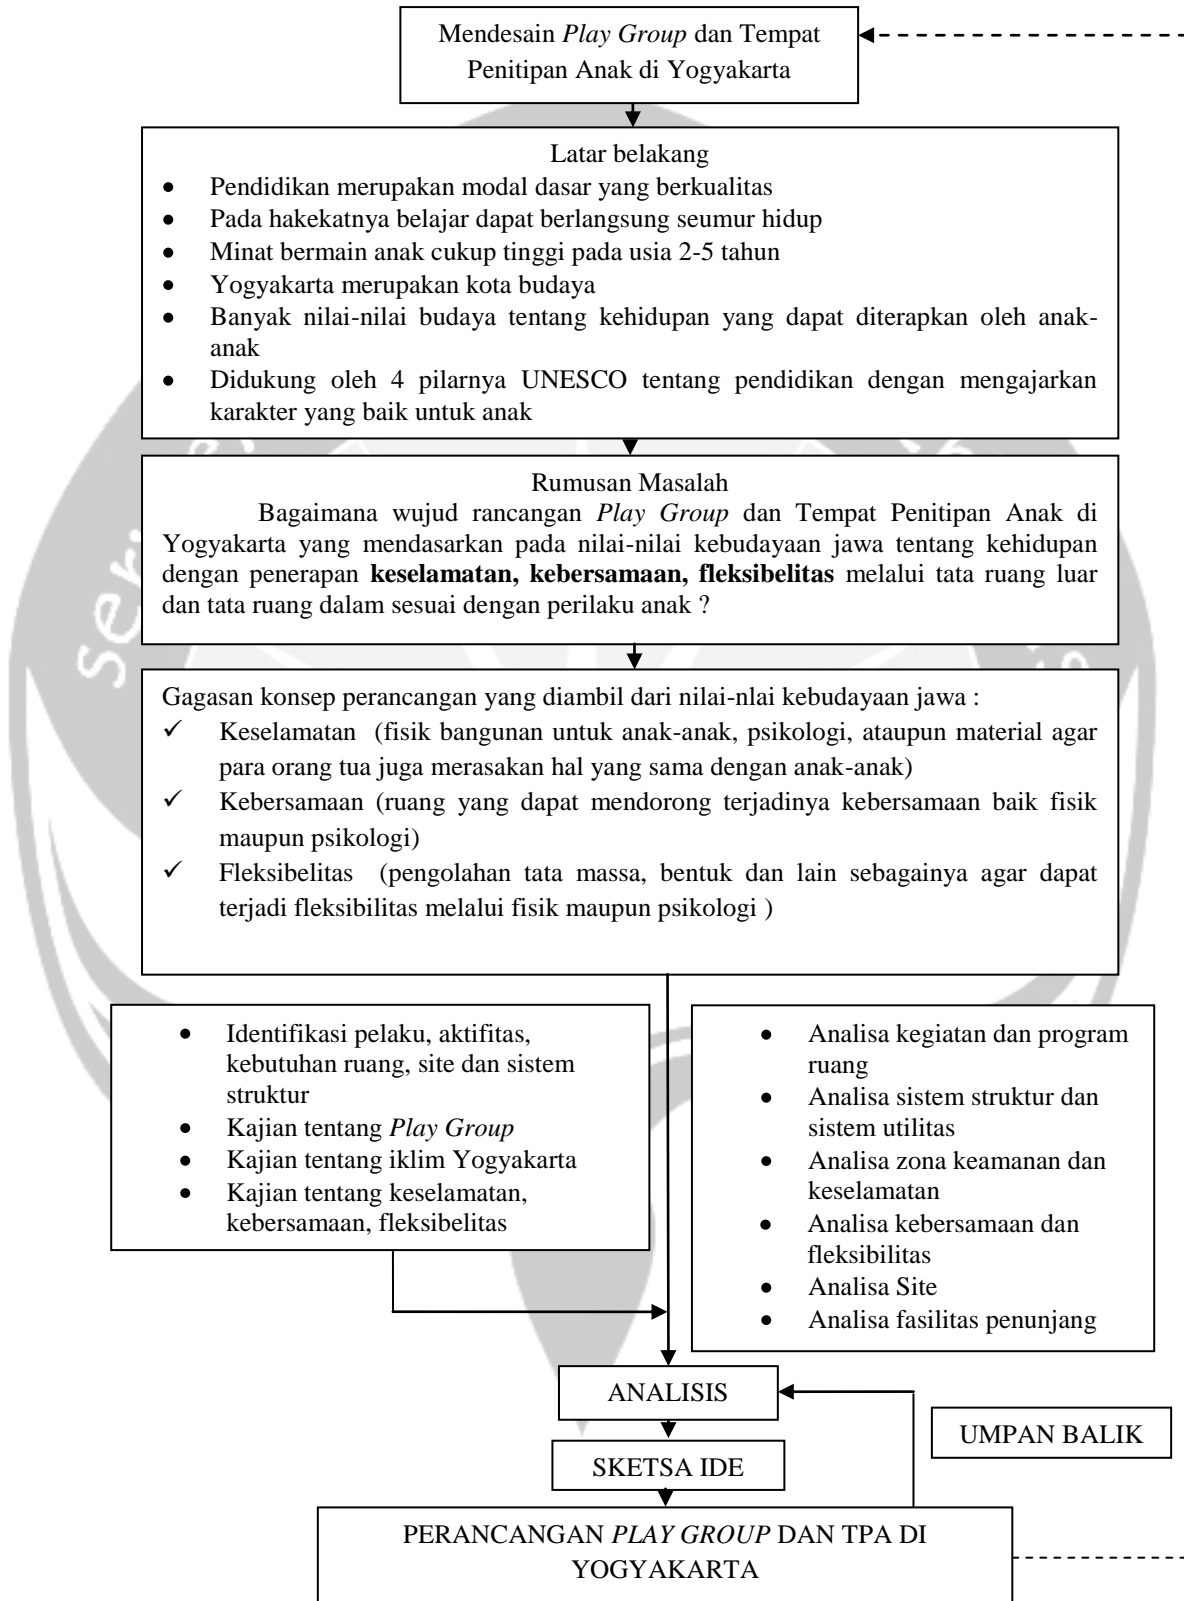 Mendesain Play Group dan Tempat
Penitipan Anak di Yogyakarta
Latar belakang
• Pendidikan merupakan modal dasar yang berkualitas
• Pada hakekatnya belajar dapat berlangsung seumur hidup
• Minat bermain anak cukup tinggi pada usia 2-5 tahun
• Yogyakarta merupakan kota budaya
• Banyak nilai-nilai budaya tentang kehidupan yang dapat diterapkan oleh anak-
anak
• Didukung oleh 4 pilarnya UNESCO tentang pendidikan dengan mengajarkan
karakter yang baik untuk anak
Rumusan Masalah
Bagaimana wujud rancangan Play Group dan Tempat Penitipan Anak di
Yogyakarta yang mendasarkan pada nilai-nilai kebudayaan jawa tentang kehidupan
dengan penerapan keselamatan, kebersamaan, fleksibelitas melalui tata ruang luar
dan tata ruang dalam sesuai dengan perilaku anak ?
Gagasan konsep perancangan yang diambil dari nilai-nlai kebudayaan jawa :
✓ Keselamatan (fisik bangunan untuk anak-anak, psikologi, ataupun material agar
para orang tua juga merasakan hal yang sama dengan anak-anak)
✓ Kebersamaan (ruang yang dapat mendorong terjadinya kebersamaan baik fisik
maupun psikologi)
✓ Fleksibelitas (pengolahan tata massa, bentuk dan lain sebagainya agar dapat
terjadi fleksibilitas melalui fisik maupun psikologi )
• Identifikasi pelaku, aktifitas,
kebutuhan ruang, site dan sistem
struktur
• Kajian tentang Play Group
• Kajian tentang iklim Yogyakarta
• Kajian tentang keselamatan,
kebersamaan, fleksibelitas
• Analisa kegiatan dan program
ruang
• Analisa sistem struktur dan
sistem utilitas
• Analisa zona keamanan dan
keselamatan
• Analisa kebersamaan dan
fleksibilitas
• Analisa Site
• Analisa fasilitas penunjang
ANALISIS
UMPAN BALIK
SKETSA IDE
PERANCANGAN PLAY GROUP DAN TPA DI
YOGYAKARTA